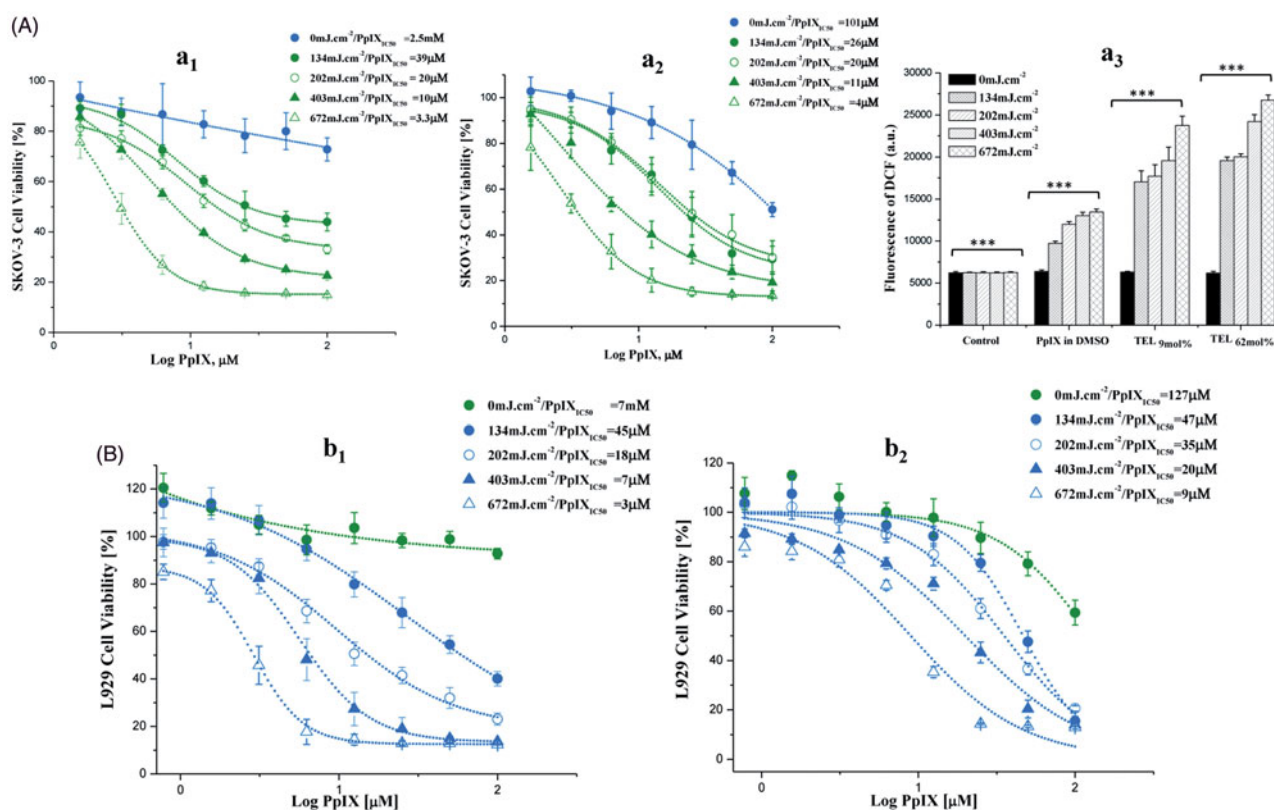 (A)
a1
0mJ.cm-2/PpIXIC50 =2.5mM
134mJ.cm-2/PpIXIC50=39μM
202mJ.cm-2/PpIXIC50= 20μM
403mJ.cm-2/PpIXIC50=10μM
672mJ.cm-2/PpIXIC50=3.3μM
100
80
60
40
20
0
0
1
2
SKOV-3 Cell Viability [%]
Log PpIX, μM
a2
0mJ.cm-2/PpIXIC50 =101μM
134mJ.cm-2/PpIXIC50=26μM
202mJ.cm-2/PpIXIC50=20μM
403mJ.cm-2/PpIXIC50=11μM
672mJ.cm-2/PpIXIC50=4μM
100
80
60
40
20
0
0
1
2
SKOV-3 Cell Viability [%]
Log PpIX, μM
a3
0mJ.cm-2
134mJ.cm-2
202mJ.cm-2
403mJ.cm-2
672mJ.cm-2
***
***
***
***
30000
25000
20000
15000
10000
5000
0
Fluorescence of DCF (a.u.)
Control
PpIX in DMSO
TEL 9mol%
TEL 62mol%
(B)
b1
0mJ.cm-2/PpIXIC50 =7mM
134mJ.cm-2/PpIXIC50=45μM
202mJ.cm-2/PpIXIC50=18μM
403mJ.cm-2/PpIXIC50=7μM
672mJ.cm-2/PpIXIC50=3μM
120
100
80
60
40
20
0
0
1
2
L929 Cell Viability [%]
Log PpIX [μM]
b2
0mJ.cm-2/PpIXIC50=127μM
134mJ.cm-2/PpIXIC50=47μM
202mJ.cm-2/PpIXIC50=35μM
403mJ.cm-2/PpIXIC50=20μM
672mJ.cm-2/PpIXIC50=9μM
120
100
80
60
40
20
0
0
1
2
L929 Cell Viability [%]
Log PpIX [μM]